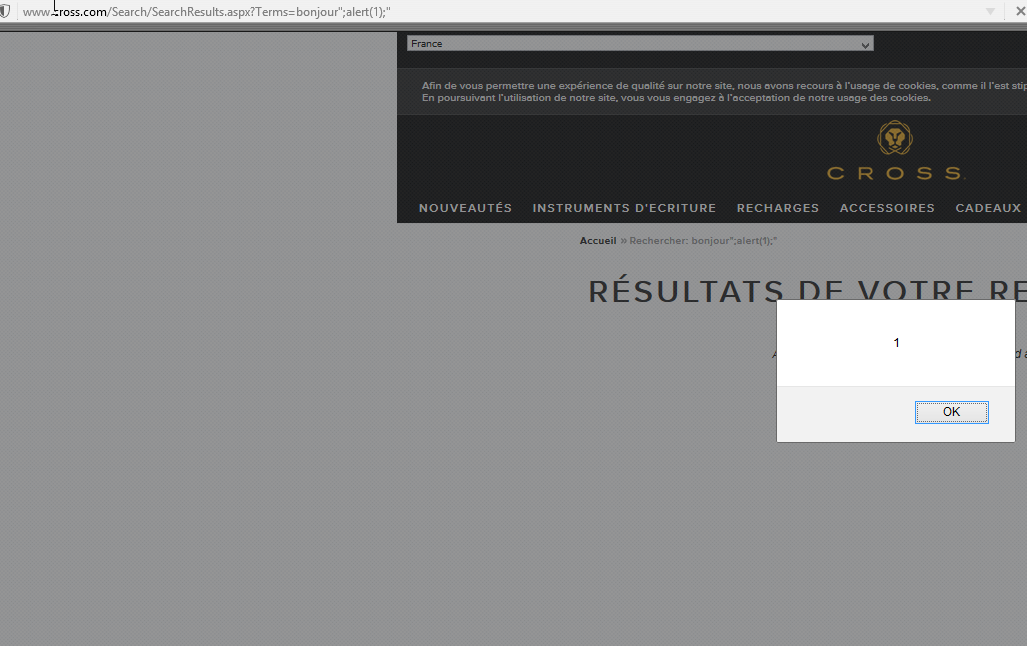 www.cross.com/Search/SearchResults.aspx?Terms=bonjour";alert(1);"
France
Afin de vous permettre une expérience de qualité sur notre site, nous avons recours à l'usage de cookies, comme il l'est
En poursuivant l'utilisation de notre site, vous vous engagez à l'acceptation de notre usage des cookies.
CROSS
NOUVEAUTÉS INSTRUMENTS D'ECRITURE RECHARGES ACCESSOIRES CADEAUX
Accueil » Rechercher: bonjour";alert(1);"
RÉSULTATS DE VOTRE RE
1
OK